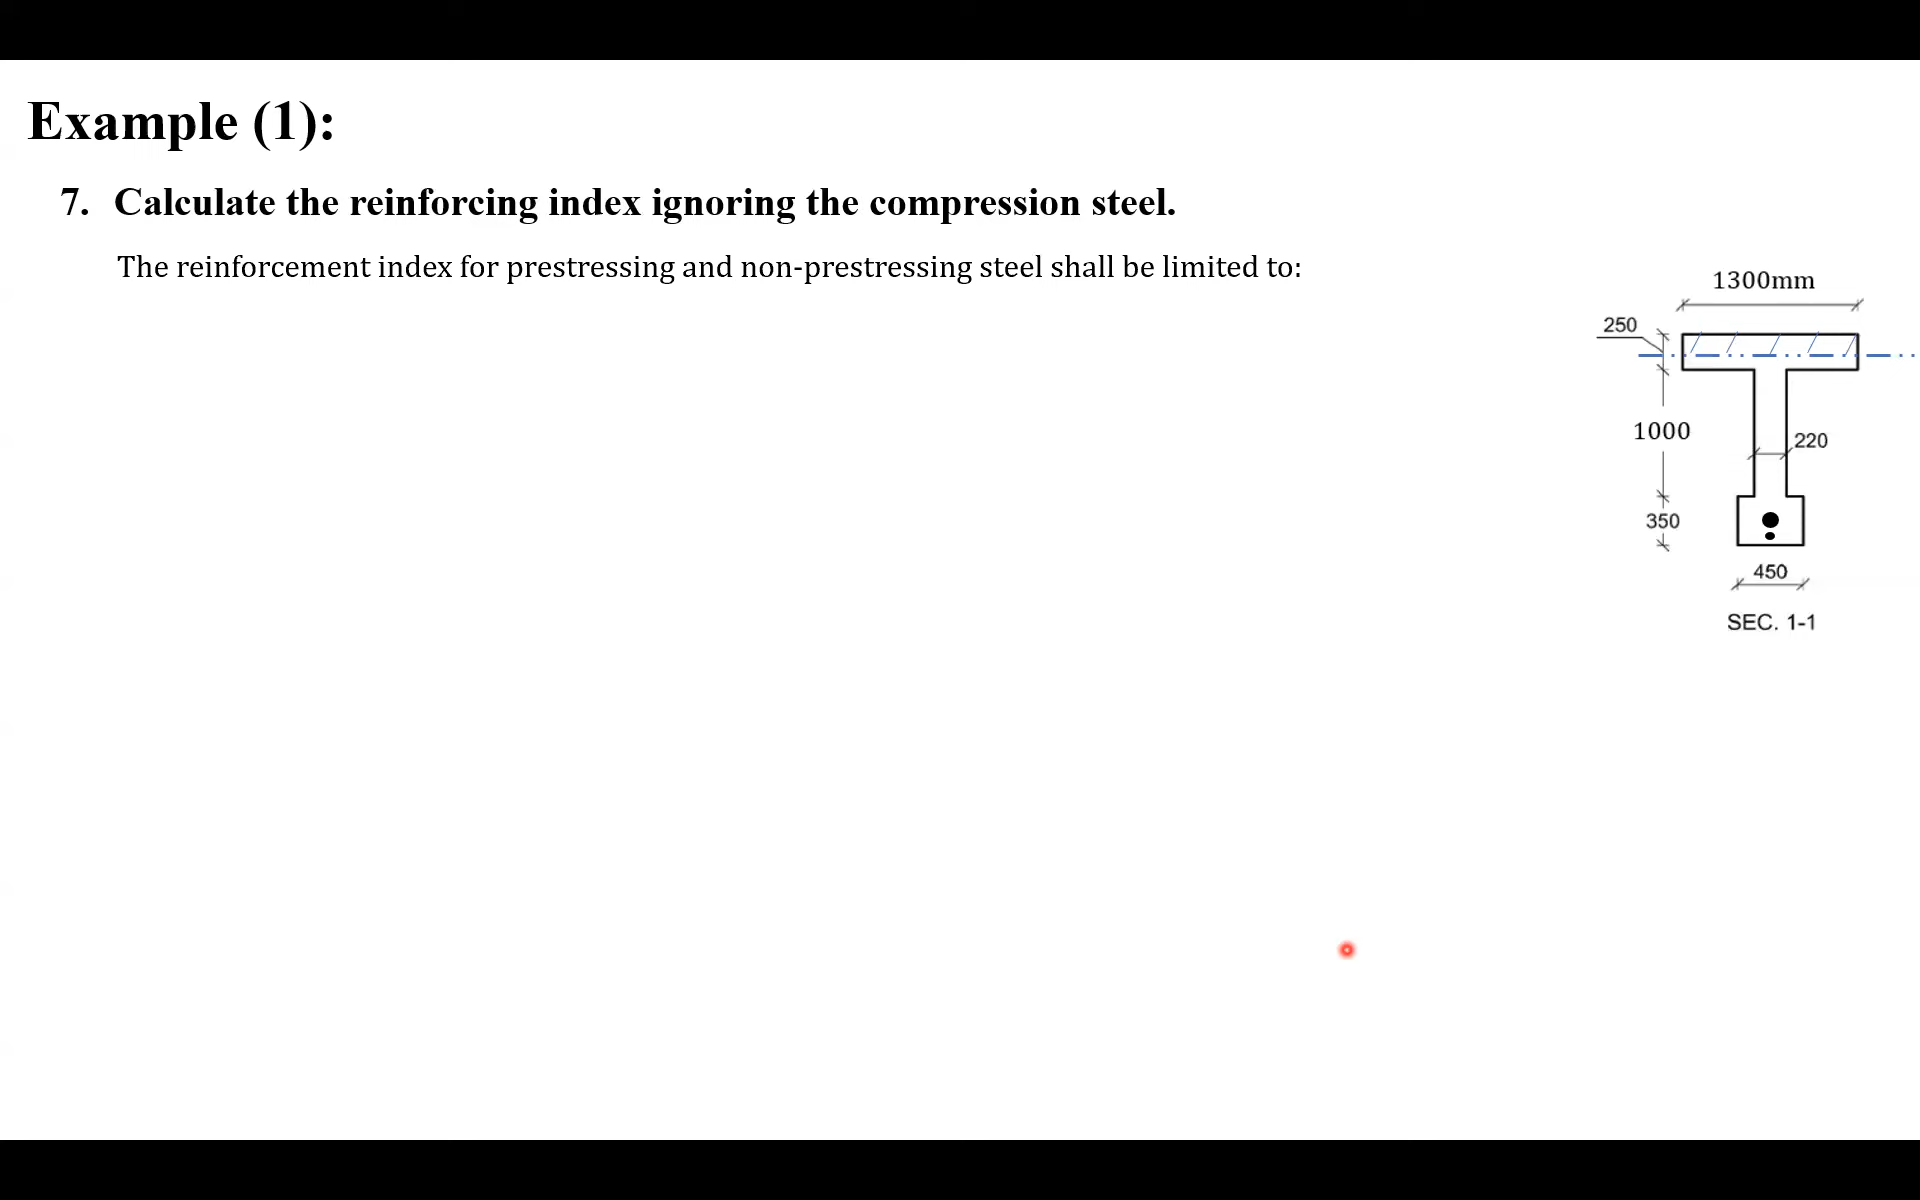 Example (1):
7. Calculate the reinforcing index ignoring the compression steel.
The reinforcement index for prestressing and non-prestressing steel shall be limited to:
1300mm
250
1000
220
350
450
SEC. 1-1